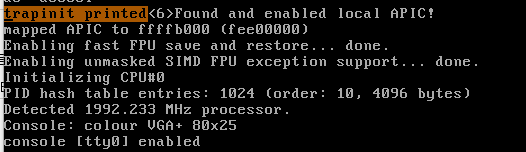 trapinit printed<6>Found and enabled local APIC!
mapped APIC to ffffb000 (fee00000)
Enabling fast FPU save and restore... done.
Enabling unmasked SIMD FPU exception support... done.
Initializing CPU#0
PID hash table entries: 1024 (order: 10, 4096 bytes)
Detected 1992.233 MHz processor.
Console: colour VGA+ 80x25
console [tty0] enabled